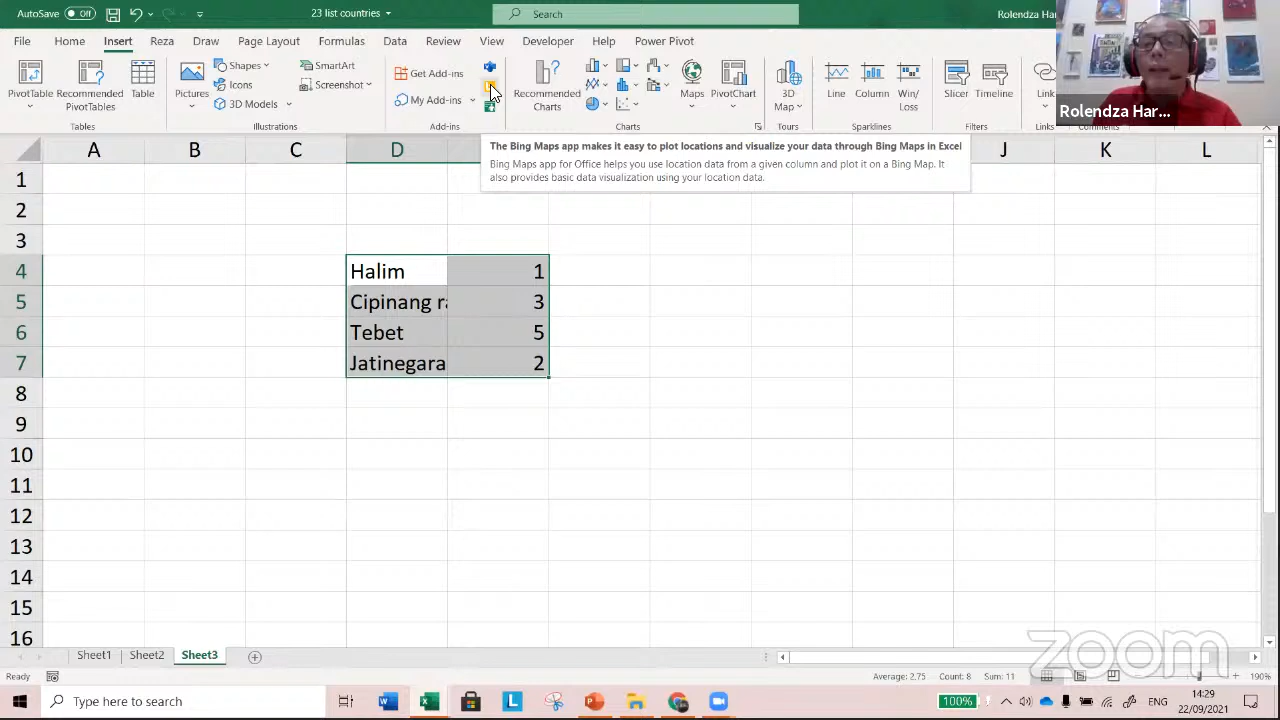 AutoSave Off
23 list countries
Search
Rolendza Har
File Home Insert Reza Draw Page Layout Formulas Data Review View Developer Help Power Pivot
PivotTable
Recommended PivotTables
Table
Tables
Pictures
Shapes
Icons
3D Models
SmartArt
Screenshot
Illustrations
Get Add-ins
My Add-ins
Add-ins
Recommended Charts
Maps
PivotChart
Charts
3D Map
Tours
Line
Column
Win/ Loss
Sparklines
Slicer
Timeline
Filters
Link
Links
Comments
Rolendza Har...
The Bing Maps app makes it easy to plot locations and visualize your data through Bing Maps in Excel
Bing Maps app for Office helps you use location data from a given column and plot it on a Bing Map. It
also provides basic data visualization using your location data.
A B C D J K L
1
2
3
4 Halim 1
5 Cipinang ra 3
6 Tebet 5
7 Jatinegara 2
8
9
10
11
12
13
14
15
16
Sheet1 Sheet2 Sheet3
zoom
Ready
Average: 2.75 Count: 8 Sum: 11
190%
Type here to search
100%
ENG
14:29
22/09/2021